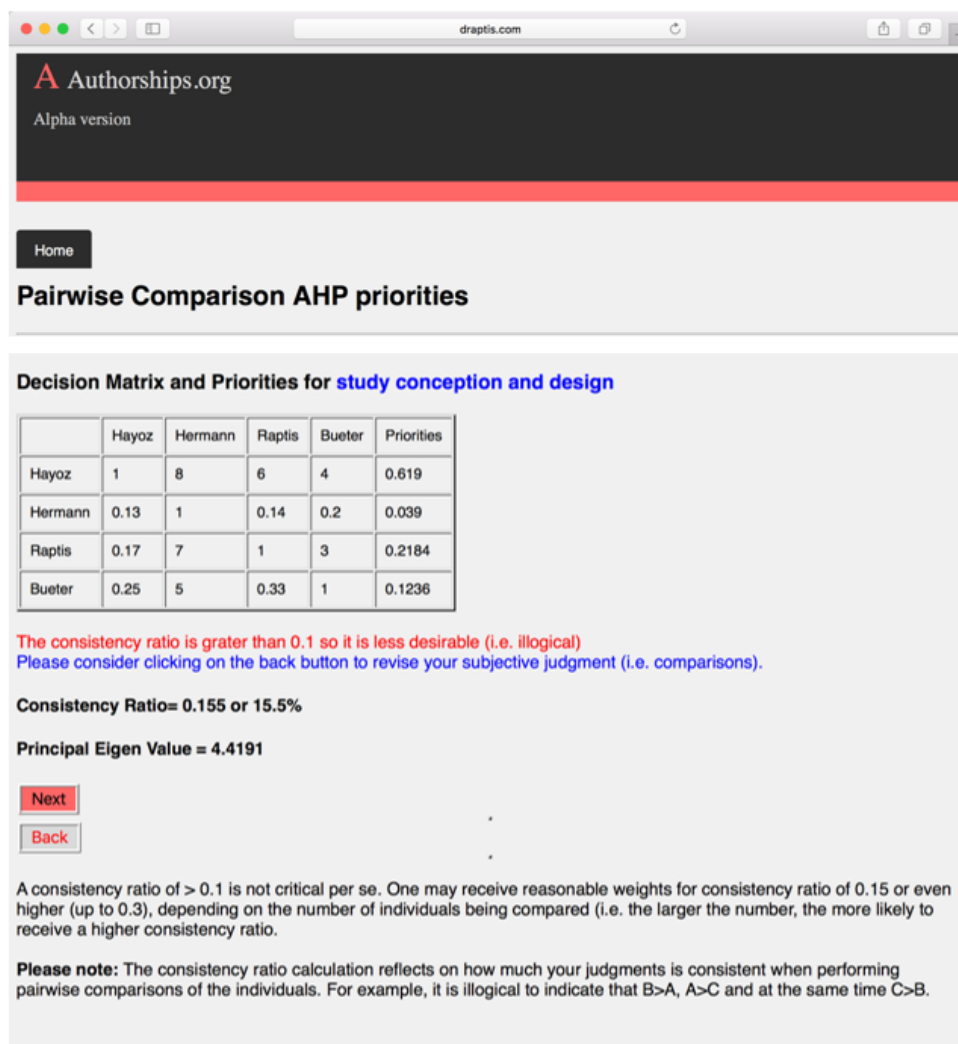 draptis.com
A Authorships.org
Alpha version
Home
Pairwise Comparison AHP priorities
Decision Matrix and Priorities for study conception and design
Hayoz Hermann Raptis Bueter Priorities
Hayoz 1 8 6 4 0.619
Hermann 0.13 1 0.14 0.2 0.039
Raptis 0.17 7 1 3 0.2184
Bueter 0.25 5 0.33 1 0.1236
The consistency ratio is grater than 0.1 so it is less desirable (i.e. illogical)
Please consider clicking on the back button to revise your subjective judgment (i.e. comparisons).
Consistency Ratio= 0.155 or 15.5%
Principal Eigen Value = 4.4191
Next
Back
A consistency ratio of > 0.1 is not critical per se. One may receive reasonable weights for consistency ratio of 0.15 or even
higher (up to 0.3), depending on the number of individuals being compared (i.e. the larger the number, the more likely to
receive a higher consistency ratio.
Please note: The consistency ratio calculation reflects on how much your judgments is consistent when performing
pairwise comparisons of the individuals. For example, it is illogical to indicate that B>A, A>C and at the same time C>B.